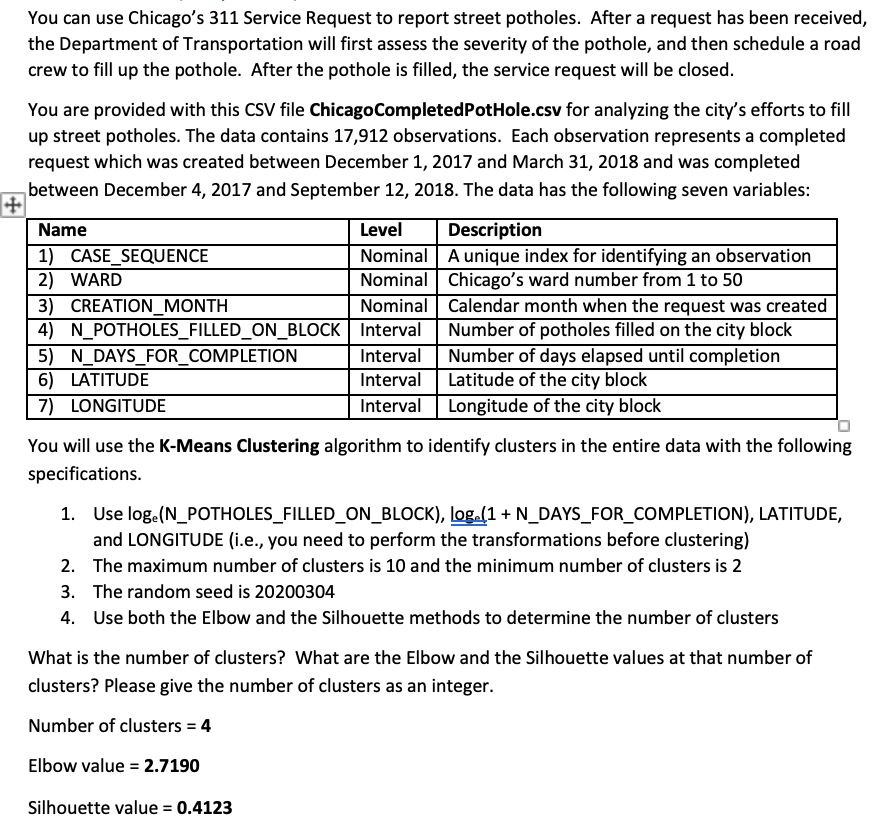 You can use Chicago's 311 Service Request to report street potholes.  After a request has been received,
the Department of Transportation will first assess the severity of the pothole, and then schedule a road
crew to fill up the pothole.  After the pothole is filled, the service request will be closed.
You are provided with this CSV file ChicagoCompletedPotHole.csv for analyzing the city's efforts to fill
up street potholes. The data contains 17,912 observations.  Each observation represents a completed
request which was created between December 1, 2017 and March 31, 2018 and was completed
between December 4, 2017 and September 12, 2018. The data has the following seven variables:
Name Level Description
1) CASE_SEQUENCE Nominal A unique index for identifying an observation
2) WARD Nominal Chicago's ward number from 1 to 50
3) CREATION_MONTH Nominal Calendar month when the request was created
4) N_POTHOLES_FILLED_ON_BLOCK Interval Number of potholes filled on the city block
5) N_DAYS_FOR_COMPLETION Interval Number of days elapsed until completion
6) LATITUDE Interval Latitude of the city block
7) LONGITUDE Interval Longitude of the city block
You will use the K-Means Clustering algorithm to identify clusters in the entire data with the following
specifications.
1. Use logₑ(N_POTHOLES_FILLED_ON_BLOCK), logₑ(1 + N_DAYS_FOR_COMPLETION), LATITUDE,
and LONGITUDE (i.e., you need to perform the transformations before clustering)
2. The maximum number of clusters is 10 and the minimum number of clusters is 2
3. The random seed is 20200304
4. Use both the Elbow and the Silhouette methods to determine the number of clusters
What is the number of clusters?  What are the Elbow and the Silhouette values at that number of
clusters? Please give the number of clusters as an integer.
Number of clusters = 4
Elbow value = 2.7190
Silhouette value = 0.4123